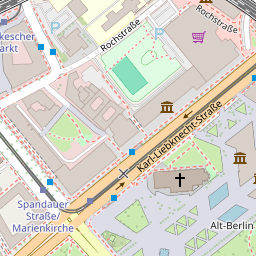 Rochstraße
kescher
arkt
Rochstraße
Karl-Liebknecht-Straße
Spandauer
Straße/
Marienkirche
Alt-Berlin